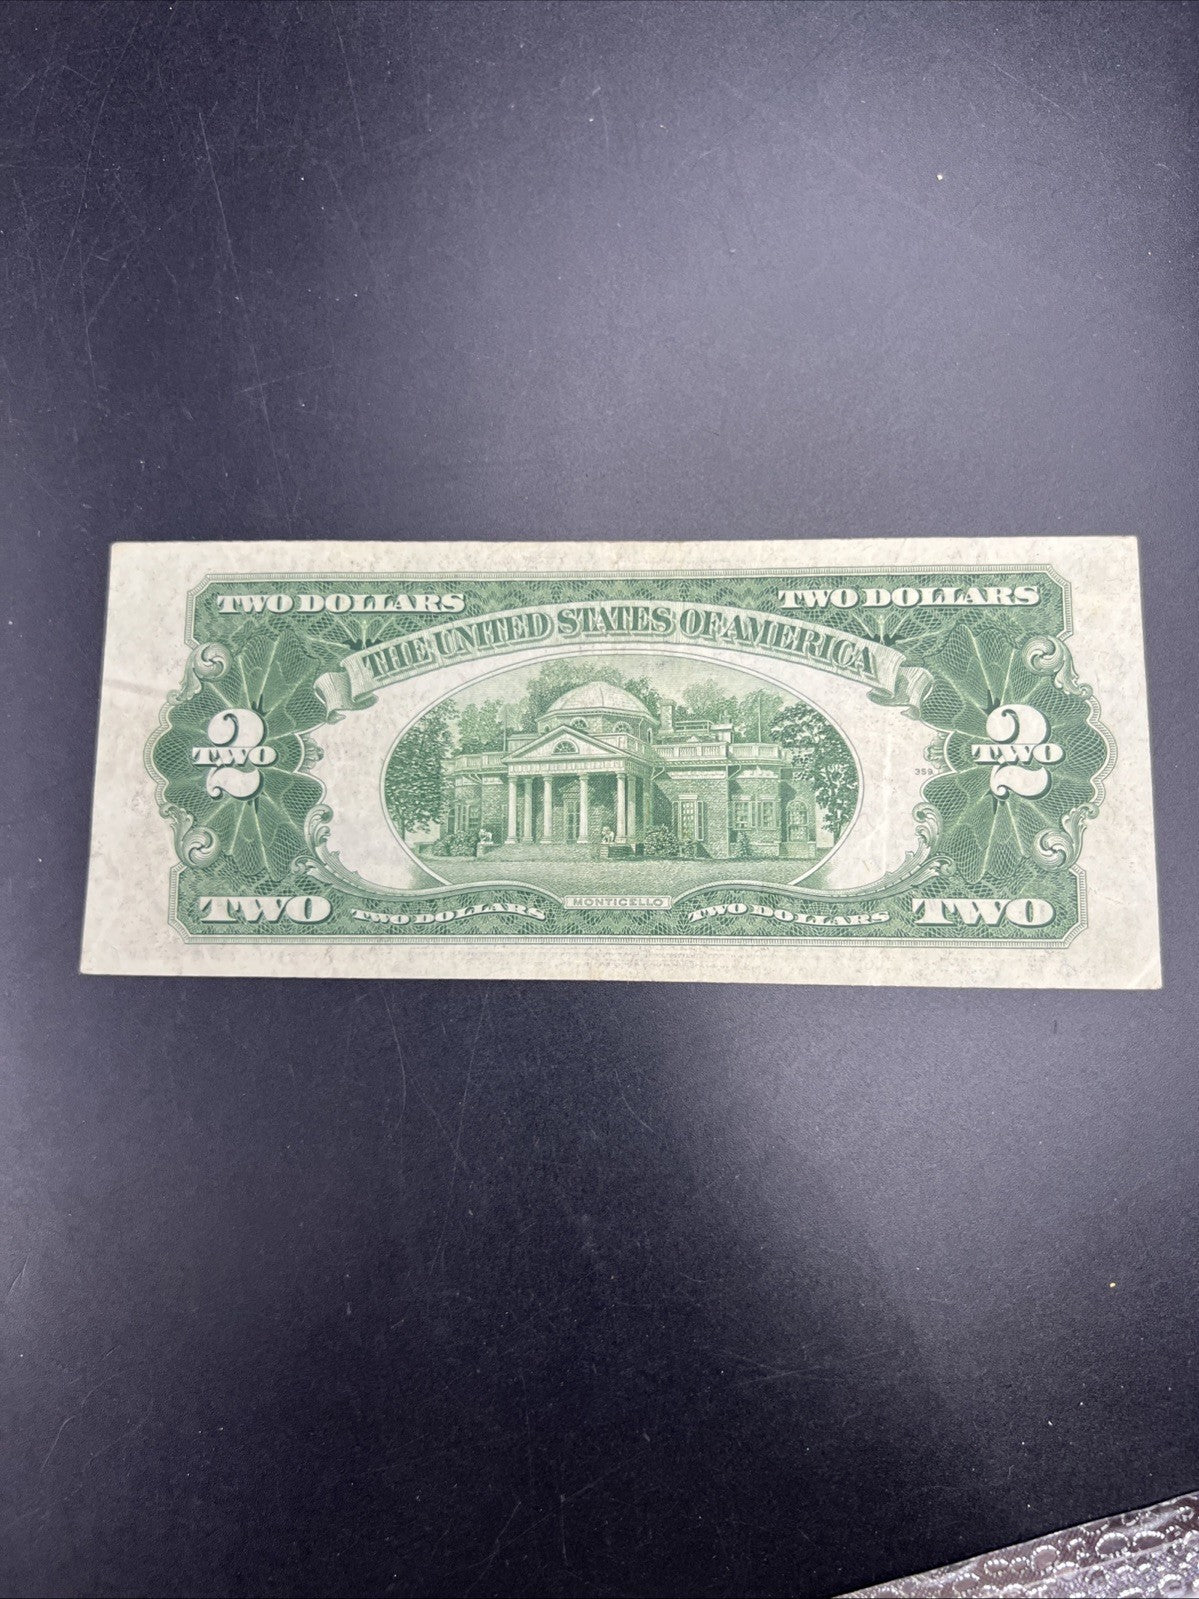 TWO DOLLARS TWO DOLLARS
THE UNITED STATES OF AMERICA
2 2
TWO TWO
359
MONTICELLO
TWO TWO DOLLARS TWO DOLLARS TWO